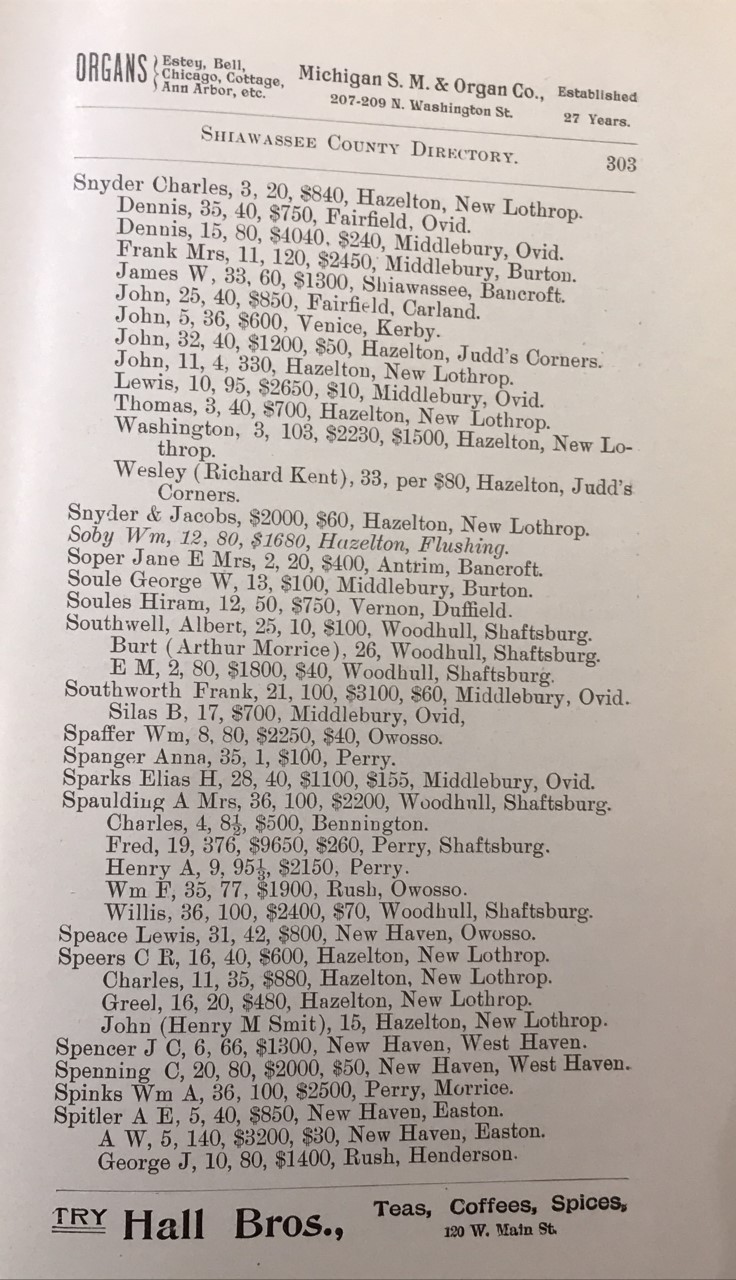 ORGANS { Estey, Bell,
Chicago, Cottage,
Ann Arbor, etc.
Michigan S. M. & Organ Co.,
207-209 N. Washington St.
Established
27 Years.
SHIAWASSEE COUNTY DIRECTORY. 303
Snyder Charles, 3, 20, $840, Hazelton, New Lothrop.
Dennis, 35, 40, $750, Fairfield, Ovid.
Dennis, 15, 80, $4040. $240, Middlebury, Ovid.
Frank Mrs, 11, 120, $2450, Middlebury, Burton.
James W, 33, 60, $1300, Shiawassee, Bancroft.
John, 25, 40, $850, Fairfield, Carland.
John, 5, 36, $600, Venice, Kerby.
John, 32, 40, $1200, $50, Hazelton, Judd's Corners.
John, 11, 4, 330, Hazelton, New Lothrop.
Lewis, 10, 95, $2650, $10, Middlebury, Ovid.
Thomas, 3, 40, $700, Hazelton, New Lothrop.
Washington, 3, 103, $2230, $1500, Hazelton, New Lo-
throp.
Wesley (Richard Kent), 33, per $80, Hazelton, Judd's
Corners.
Snyder & Jacobs, $2000, $60, Hazelton, New Lothrop.
Soby Wm, 12, 80, $1680, Hazelton, Flushing.
Soper Jane E Mrs, 2, 20, $400, Antrim, Bancroft.
Soule George W, 13, $100, Middlebury, Burton.
Soules Hiram, 12, 50, $750, Vernon, Duffield.
Southwell, Albert, 25, 10, $100, Woodhull, Shaftsburg.
Burt (Arthur Morrice), 26, Woodhull, Shaftsburg.
E M, 2, 80, $1800, $40, Woodhull, Shaftsburg.
Southworth Frank, 21, 100, $3100, $60, Middlebury, Ovid.
Silas B, 17, $700, Middlebury, Ovid,
Spaffer Wm, 8, 80, $2250, $40, Owosso.
Spanger Anna, 35, 1, $100, Perry.
Sparks Elias H, 28, 40, $1100, $155, Middlebury, Ovid.
Spaulding A Mrs, 36, 100, $2200, Woodhull, Shaftsburg.
Charles, 4, 8½, $500, Bennington.
Fred, 19, 376, $9650, $260, Perry, Shaftsburg.
Henry A, 9, 95½, $2150, Perry.
Wm F, 35, 77, $1900, Rush, Owosso.
Willis, 36, 100, $2400, $70, Woodhull, Shaftsburg.
Speace Lewis, 31, 42, $800, New Haven, Owosso.
Speers C R, 16, 40, $600, Hazelton, New Lothrop.
Charles, 11, 35, $880, Hazelton, New Lothrop.
Greel, 16, 20, $480, Hazelton, New Lothrop.
John (Henry M Smit), 15, Hazelton, New Lothrop.
Spencer J C, 6, 66, $1300, New Haven, West Haven.
Spenning C, 20, 80, $2000, $50, New Haven, West Haven.
Spinks Wm A, 36, 100, $2500, Perry, Morrice.
Spitler A E, 5, 40, $850, New Haven, Easton.
A W, 5, 140, $3200, $30, New Haven, Easton.
George J, 10, 80, $1400, Rush, Henderson.
TRY Hall Bros., Teas, Coffees, Spices,
120 W. Main St.